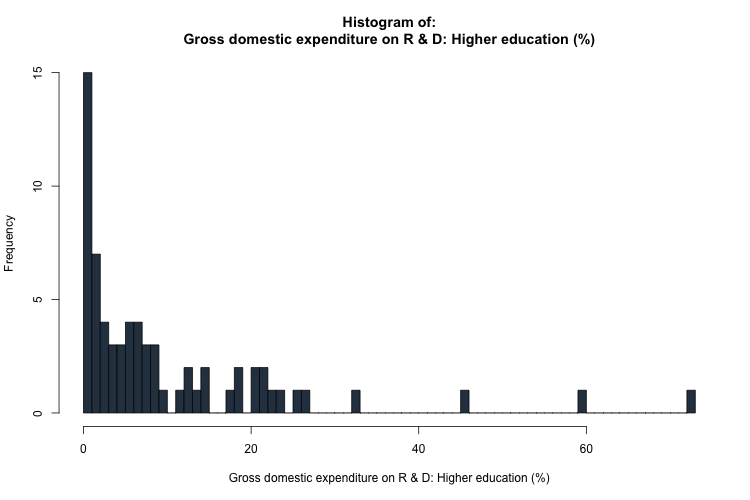 Histogram of:
Gross domestic expenditure on R & D: Higher education (%)
15
10
5
0
Frequency
0 20 40 60
Gross domestic expenditure on R & D: Higher education (%)